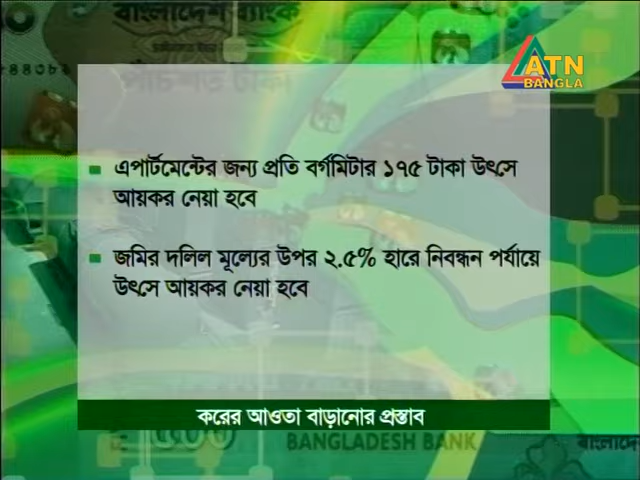 বাংলাদেশ ব্যাংক
ATN
BANGLA
এপার্টমেন্টের জন্য প্রতি বর্গমিটার ১৭৫ টাকা উৎসে
আয়কর নেয়া হবে
জমির দলিল মূল্যের উপর ২.৫% হারে নিবন্ধন পর্যায়ে
উৎসে আয়কর নেয়া হবে
করের আওতা বাড়ানোর প্রস্তাব
BANGLADESH BANK